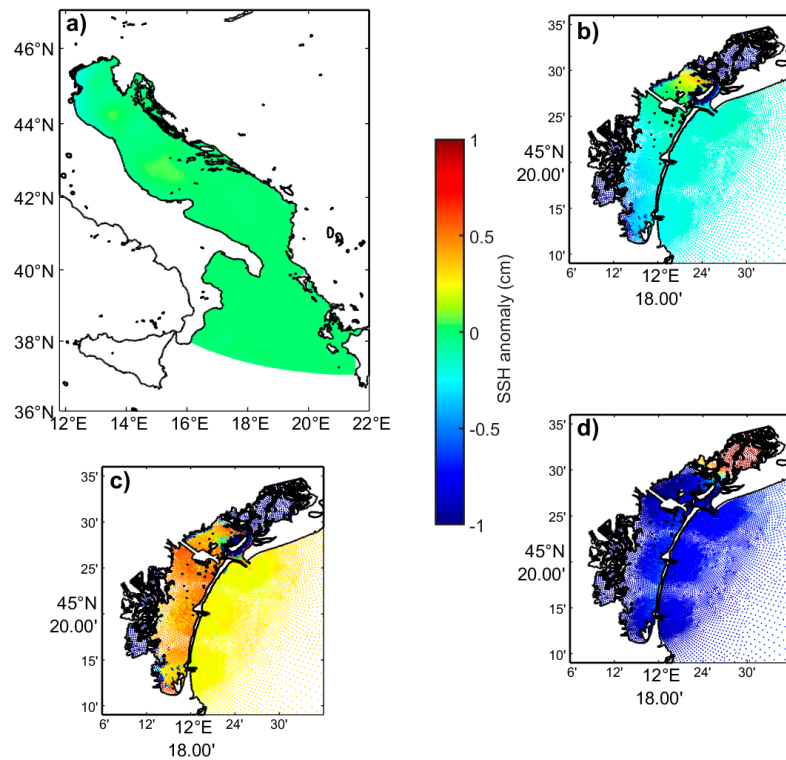 a)
46°N
44°N
42°N
40°N
38°N
36°N
12°E 14°E 16°E 18°E 20°E 22°E
b)
35'
30'
25'
45°N
20.00'
15'
10'
6' 12' 12°E 24' 30'
18.00'
1
0.5
0
-0.5
-1
SSH anomaly (cm)
c)
35'
30'
25'
45°N
20.00'
15'
10'
6' 12' 12°E 24' 30'
18.00'
d)
35'
30'
25'
45°N
20.00'
15'
10'
6' 12' 12°E 24' 30'
18.00'